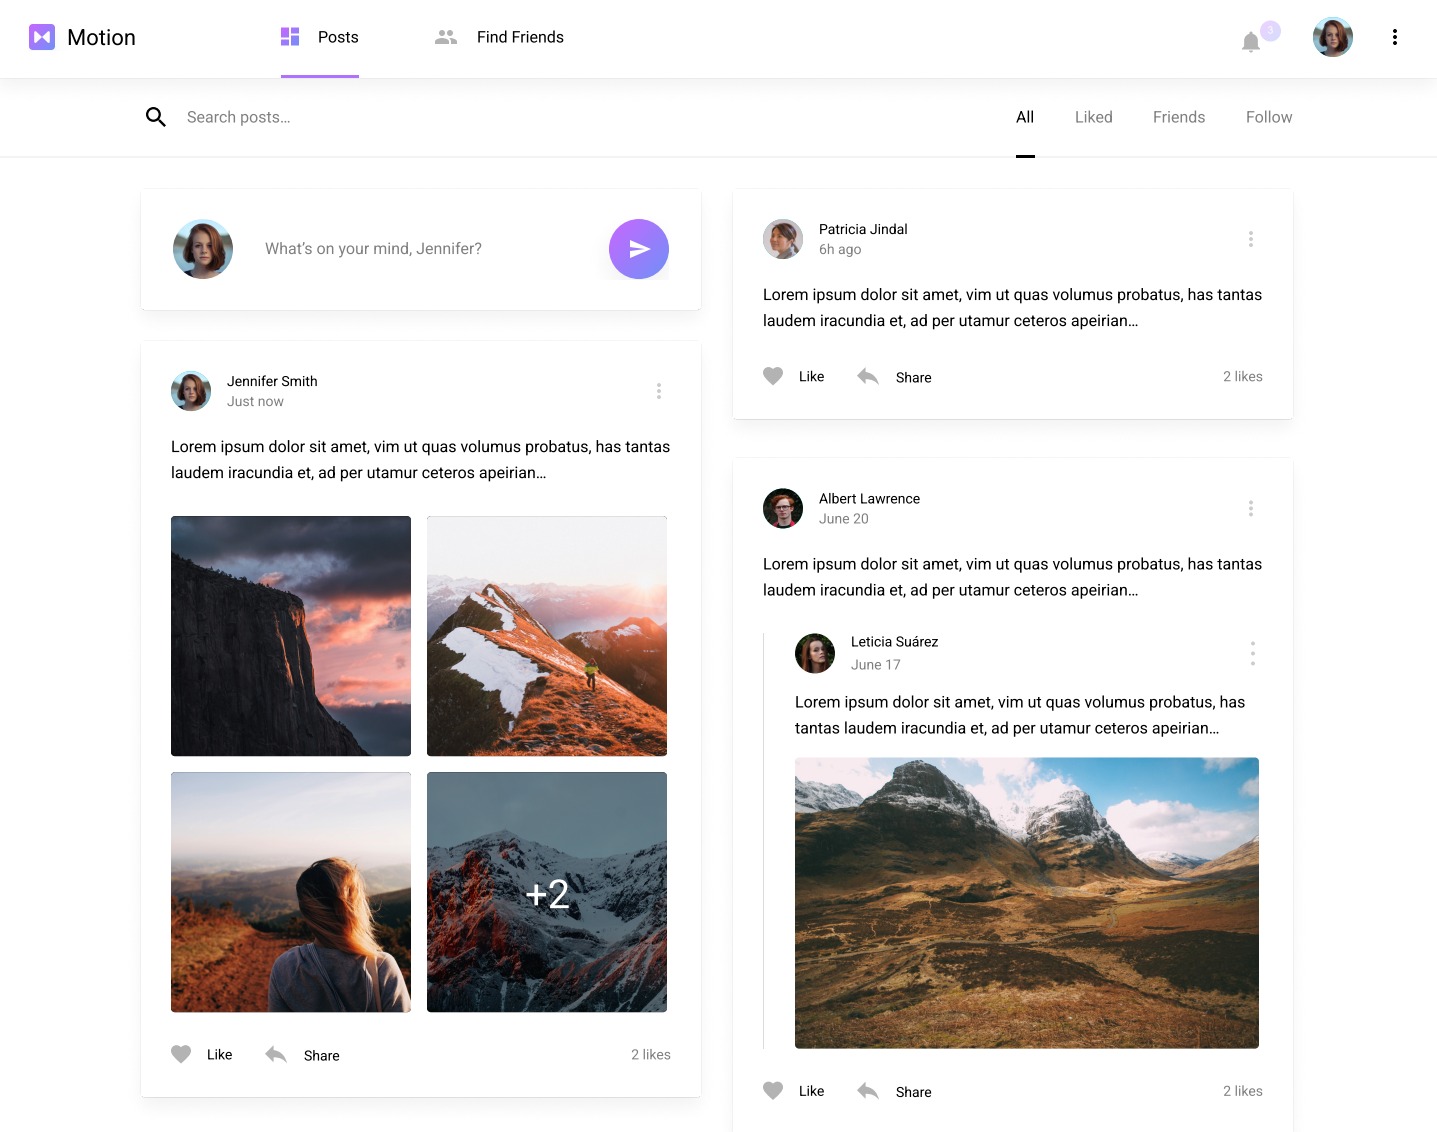 Motion
Posts
Find Friends
3
Search posts...
All
Liked
Friends
Follow
What's on your mind, Jennifer?
Jennifer Smith
Just now
Lorem ipsum dolor sit amet, vim ut quas volumus probatus, has tantas
laudem iracundia et, ad per utamur ceteros apeirian...
+2
Like
Share
2 likes
Patricia Jindal
6h ago
Lorem ipsum dolor sit amet, vim ut quas volumus probatus, has tantas
laudem iracundia et, ad per utamur ceteros apeirian...
Like
Share
2 likes
Albert Lawrence
June 20
Lorem ipsum dolor sit amet, vim ut quas volumus probatus, has tantas
laudem iracundia et, ad per utamur ceteros apeirian...
Leticia Suárez
June 17
Lorem ipsum dolor sit amet, vim ut quas volumus probatus, has
tantas laudem iracundia et, ad per utamur ceteros apeirian...
Like
Share
2 likes